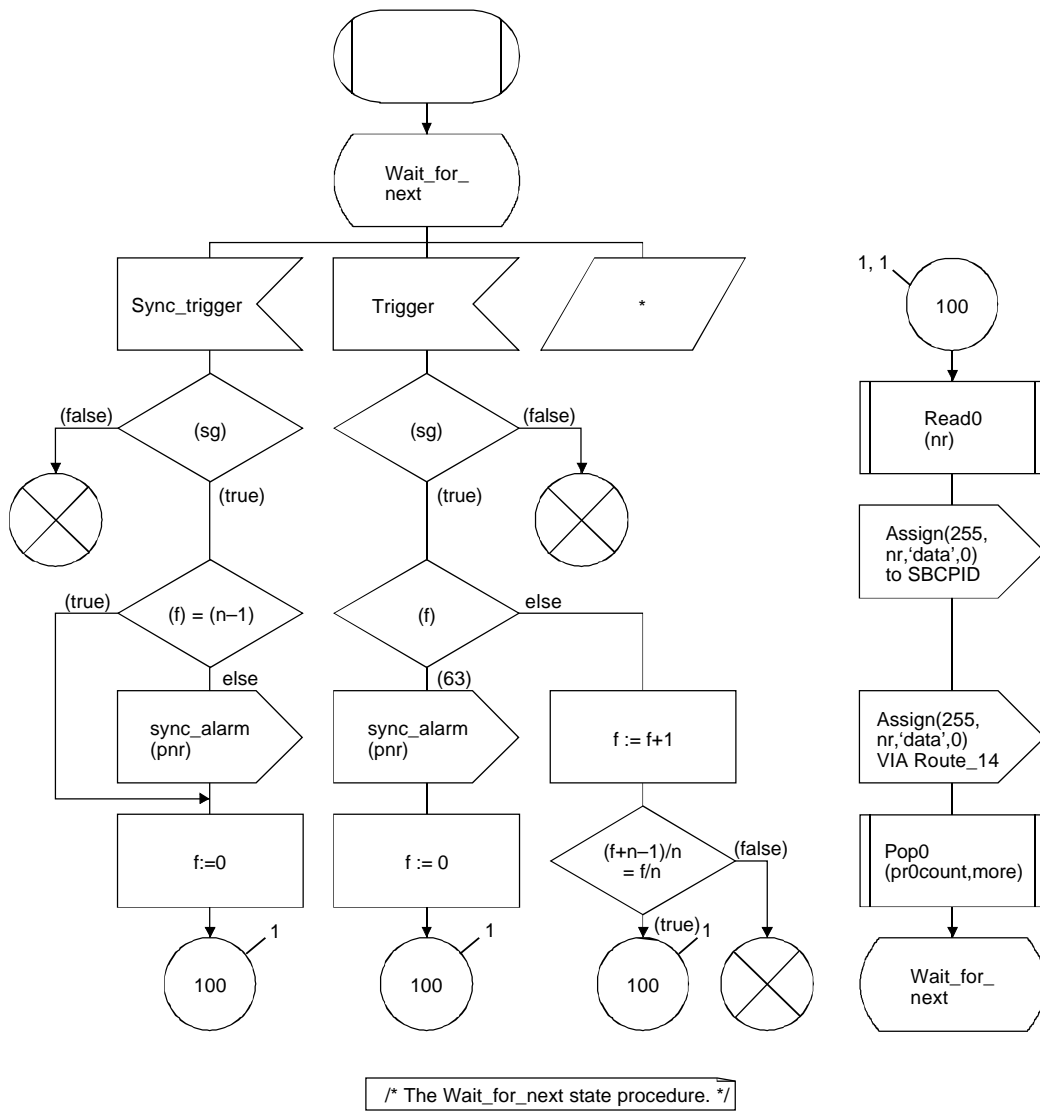 Wait_for_
next
Sync_trigger
Trigger
*
1, 1
100
(false)
(sg)
(true)
(sg)
(false)
(true)
Read0
(nr)
Assign(255,
nr,‘data’,0)
to SBCPID
(true)
(f) = (n–1)
else
(f)
(63)
else
sync_alarm
(pnr)
sync_alarm
(pnr)
f := f+1
Assign(255,
nr,‘data’,0)
VIA Route_14
f:=0
f := 0
(f+n–1)/n
= f/n
(false)
(true)
Pop0
(pr0count,more)
1
100
1
100
1
100
Wait_for_
next
/* The Wait_for_next state procedure. */